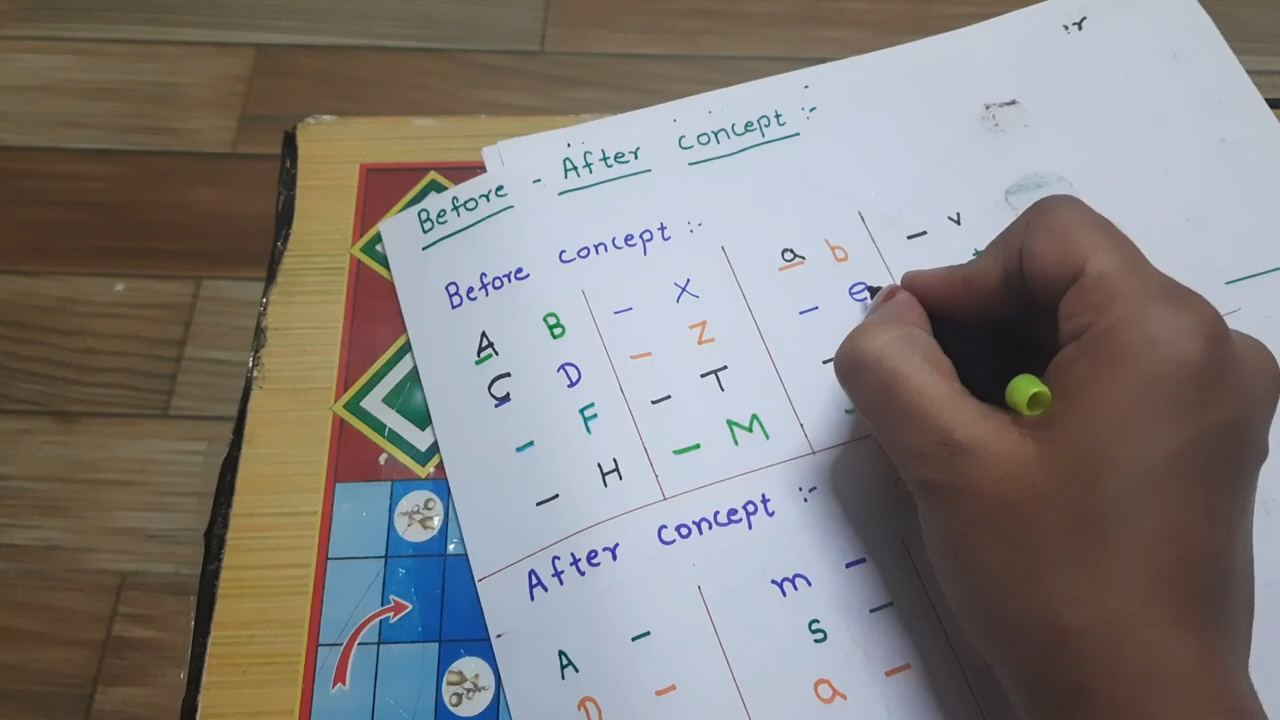 Before - After concept :-
Before concept :-
A B
C D
_ F
_ H
_ X
_ Z
_ T
_ M
a b
_ e
_ v
After concept :-
A _
D _
m _
s _
a _